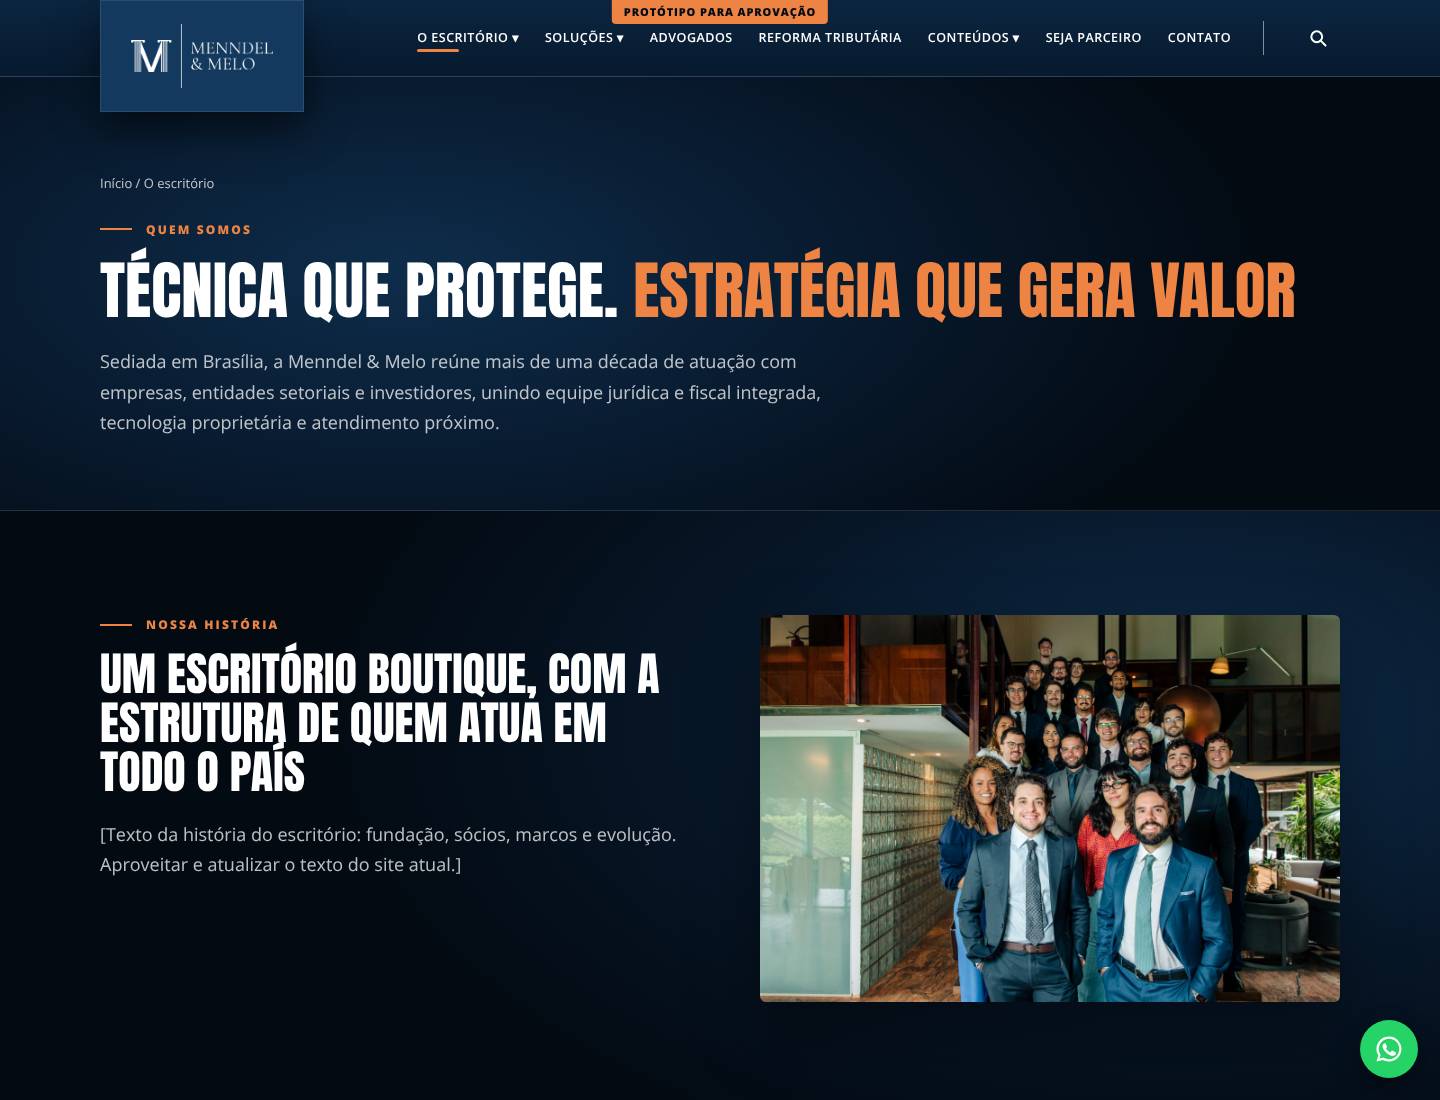 PROTÓTIPO PARA APROVAÇÃO
MENNDEL
& MELO
O ESCRITÓRIO ▾ SOLUÇÕES ▾ ADVOGADOS REFORMA TRIBUTÁRIA CONTEÚDOS ▾ SEJA PARCEIRO CONTATO
Início / O escritório
QUEM SOMOS
TÉCNICA QUE PROTEGE. ESTRATÉGIA QUE GERA VALOR
Sediada em Brasília, a Menndel & Melo reúne mais de uma década de atuação com
empresas, entidades setoriais e investidores, unindo equipe jurídica e fiscal integrada,
tecnologia proprietária e atendimento próximo.
NOSSA HISTÓRIA
UM ESCRITÓRIO BOUTIQUE, COM A
ESTRUTURA DE QUEM ATUA EM
TODO O PAÍS
[Texto da história do escritório: fundação, sócios, marcos e evolução.
Aproveitar e atualizar o texto do site atual.]